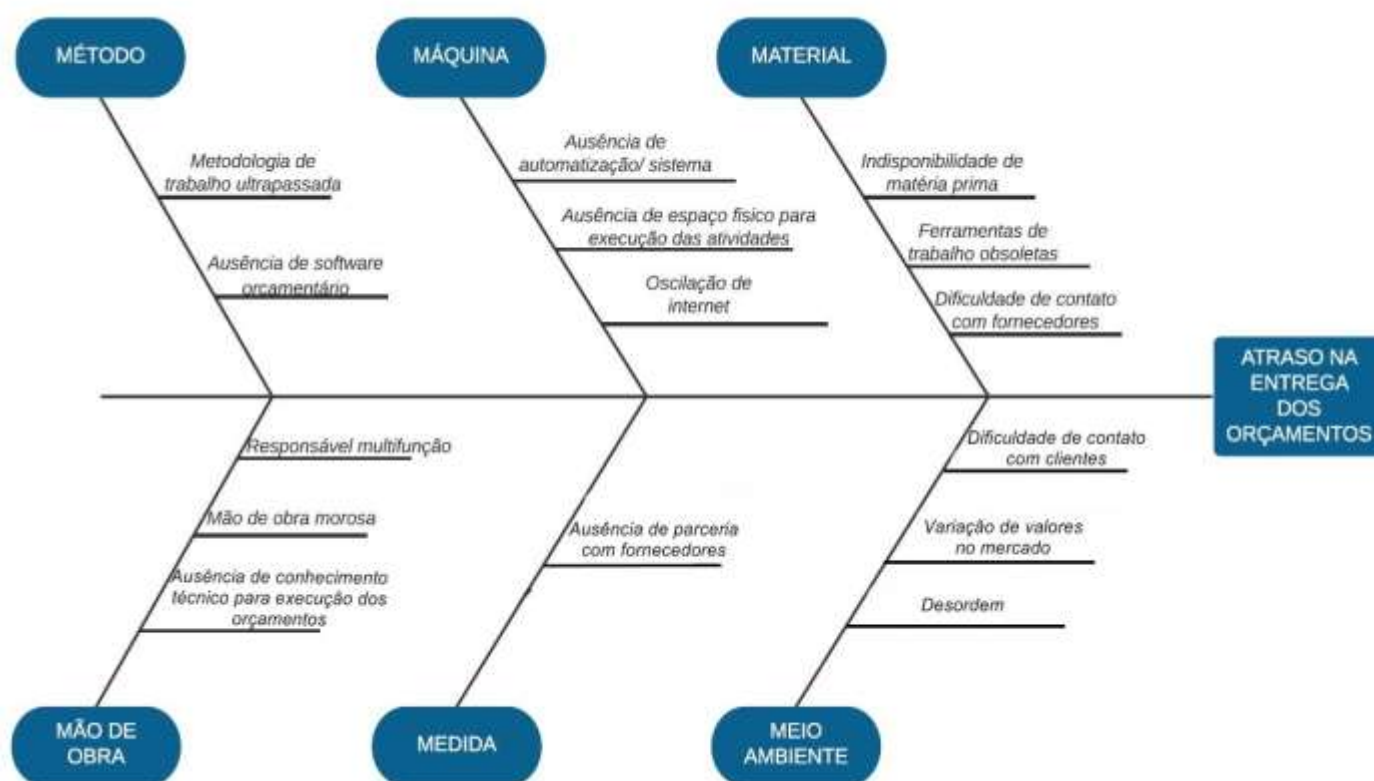 MÉTODO
MÁQUINA
MATERIAL
Metodologia de
trabalho ultrapassada
Ausência de software
orçamentário
Ausência de
automatização/ sistema
Ausência de espaço fisico para
execução das atividades
Oscilação de
internet
Indisponibilidade de
matéria prima
Ferramentas de
trabalho obsoletas
Dificuldade de contato
com fornecedores
ATRASO NA
ENTREGA
DOS
ORÇAMENTOS
Responsável multifunção
Mão de obra morosa
Ausência de conhecimento
técnico para execução dos
orçamentos
Ausência de parceria
com fornecedores
Dificuldade de contato
com clientes
Variação de valores
no mercado
Desordem
MÃO DE
OBRA
MEDIDA
MEIO
AMBIENTE